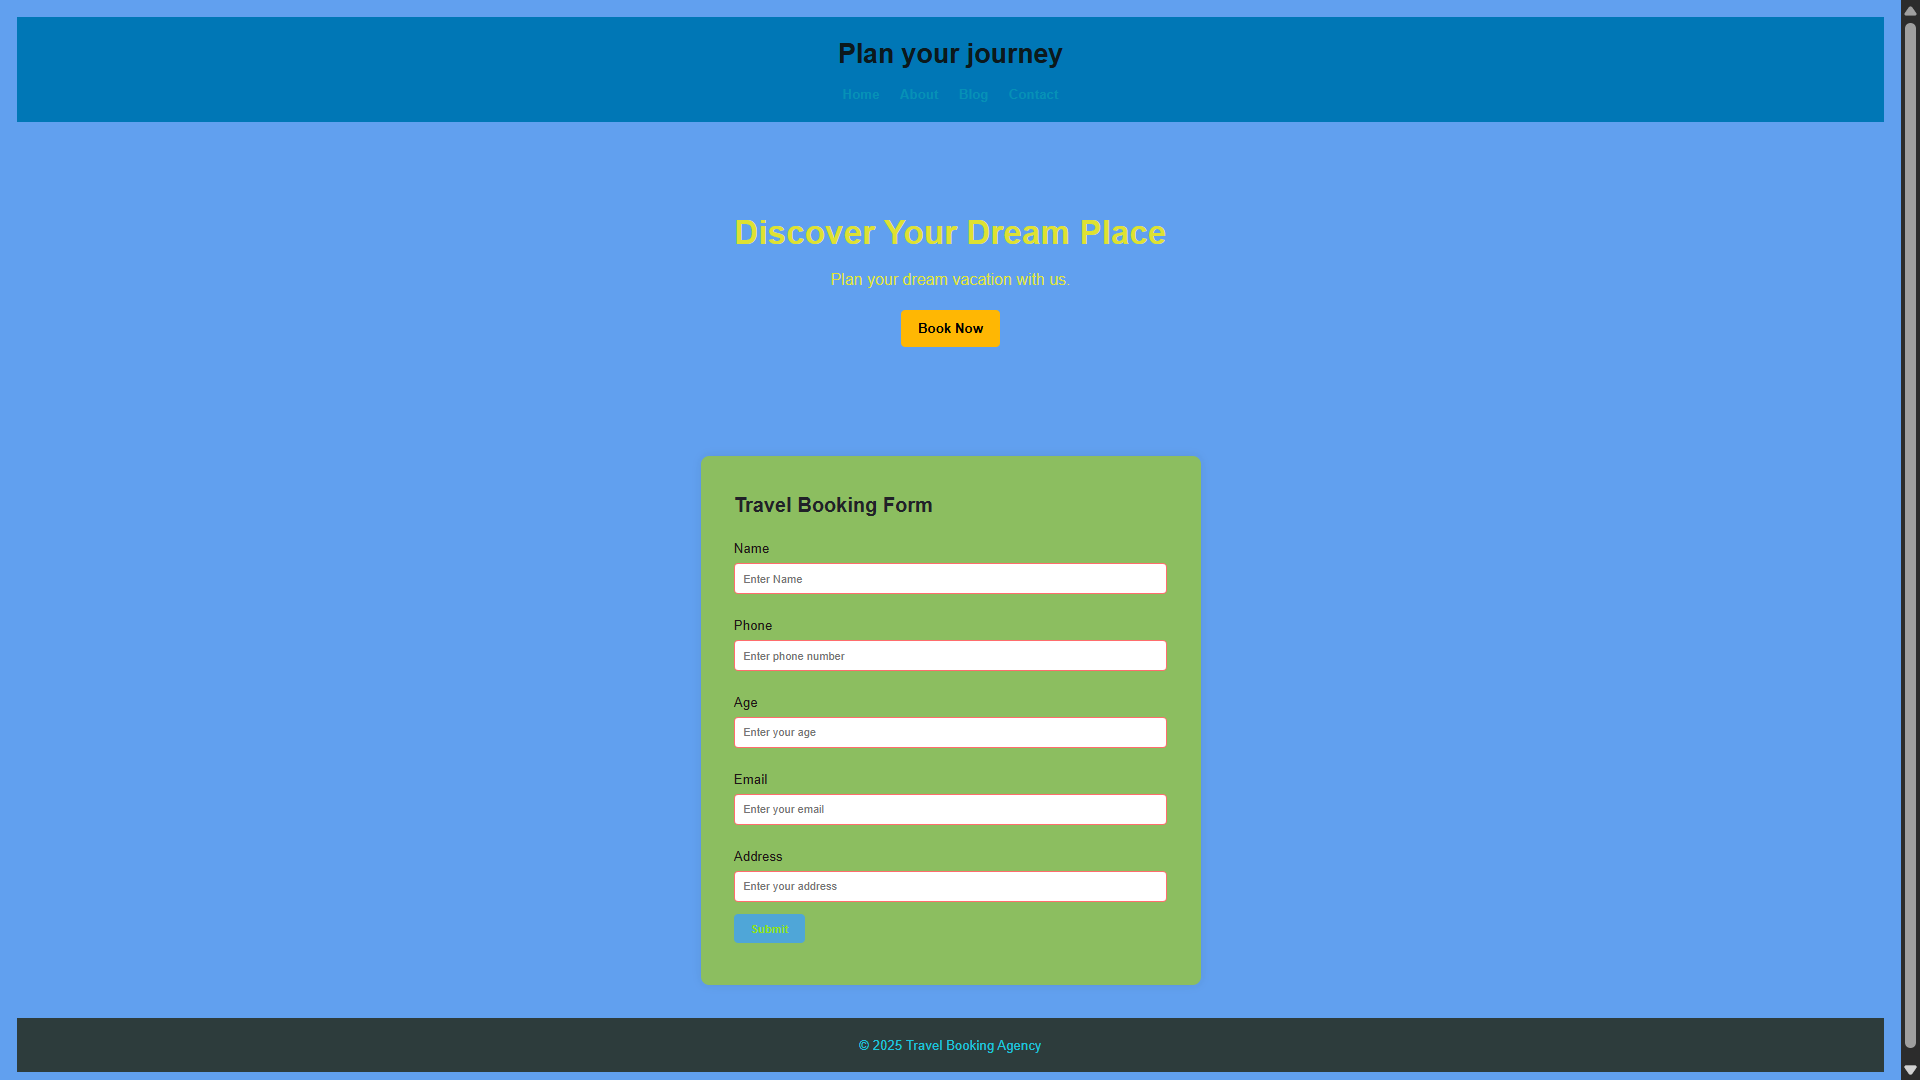 Plan your journey
Home About Blog Contact
Discover Your Dream Place
Plan your dream vacation with us.
Book Now
Travel Booking Form
Name
Enter Name
Phone
Enter phone number
Age
Enter your age
Email
Enter your email
Address
Enter your address
Submit
© 2025 Travel Booking Agency